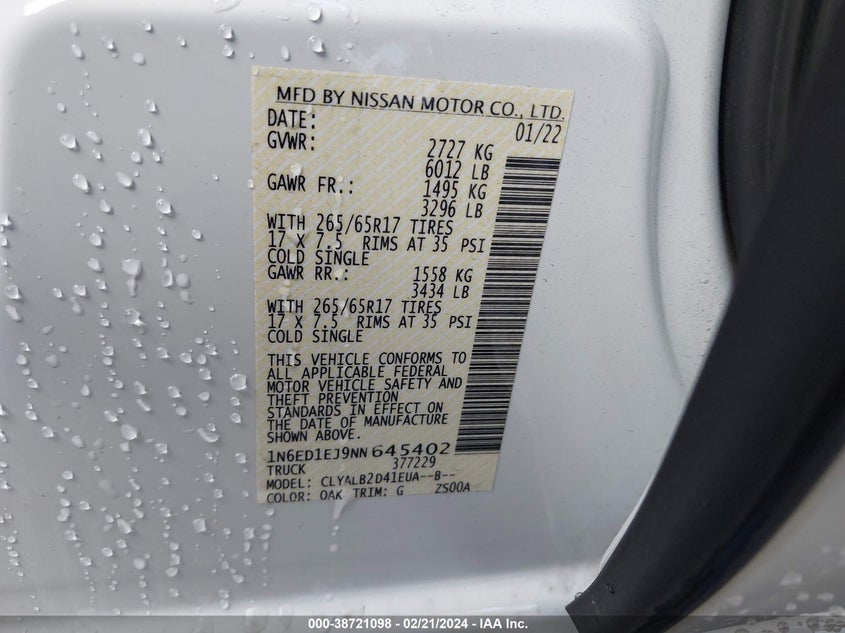 MFD BY NISSAN MOTOR CO., LTD.
DATE: 01/22
GVWR: 2727 KG
6012 LB
GAWR FR.: 1495 KG
3296 LB
WITH 265/65R17 TIRES
17 X 7.5 RIMS AT 35 PSI
COLD SINGLE
GAWR RR.: 1558 KG
3434 LB
WITH 265/65R17 TIRES
17 X 7.5 RIMS AT 35 PSI
COLD SINGLE
THIS VEHICLE CONFORMS TO
ALL APPLICABLE FEDERAL
MOTOR VEHICLE SAFETY AND
THEFT PREVENTION
STANDARDS IN EFFECT ON
THE DATE OF MANUFACTURE
SHOWN ABOVE.
1N6ED1EJ9NN645402
TRUCK 377229
MODEL: CLYALB2D41EUA--B--
COLOR: QAK TRIM: G ZS00A
000-38721098 - 02/21/2024 - IAA Inc.